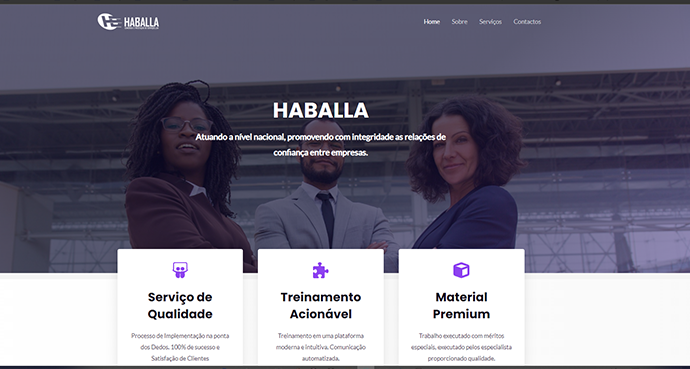 HABALLA
Home Sobre Serviços Contactos
HABALLA
Atuando a nível nacional, promovendo com integridade as relações de
confiança entre empresas.
Serviço de
Qualidade
Processo de Implementação na ponta
dos Dedos, 100% de sucesso e
Satisfação de Clientes
Treinamento
Acionável
Treinamento em uma plataforma
moderna e Intuitiva. Comunicação
automatizada.
Material
Premium
Trabalho executado com méritos
especiais, executado pelos especialista
proporcionado qualidade.